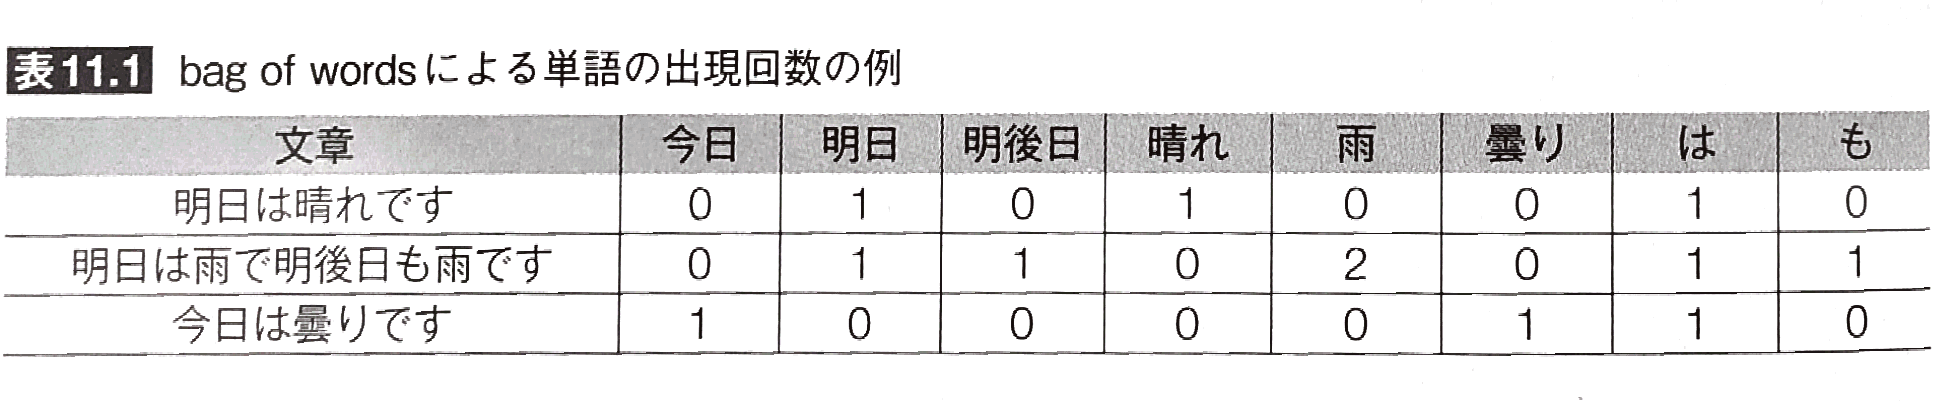 表11.1 bag of wordsによる単語の出現回数の例
文章 今日 明日 明後日 晴れ 雨 曇り は も
明日は晴れです 0 1 0 1 0 0 1 0
明日は雨で明後日も雨です 0 1 1 0 2 0 1 1
今日は曇りです 1 0 0 0 0 1 1 0